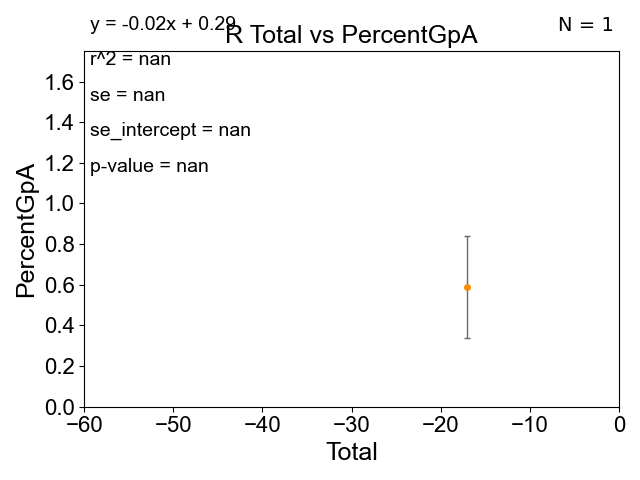 y = -0.02x + 0.29
R Total vs PercentGpA
N = 1
r^2 = nan
se = nan
se_intercept = nan
p-value = nan
PercentGpA
1.6
1.4
1.2
1.0
0.8
0.6
0.4
0.2
0.0
−60 −50 −40 −30 −20 −10 0
Total